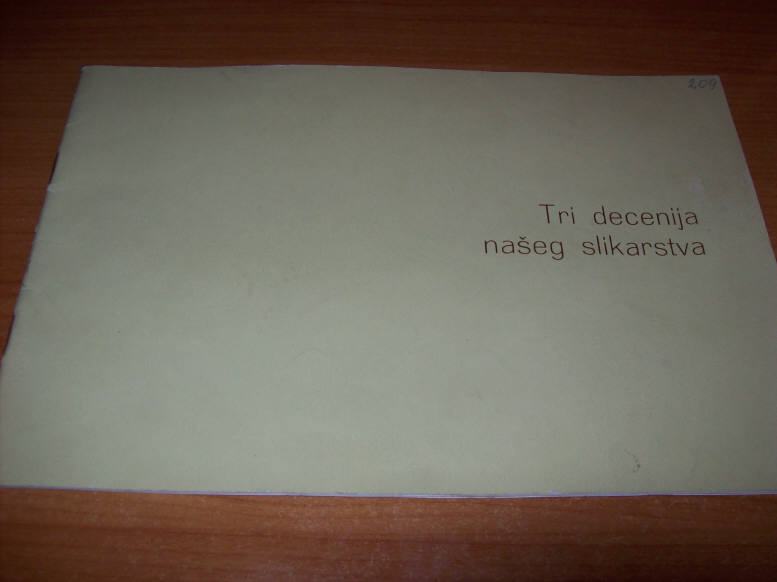 209
Tri decenija
našeg slikarstva